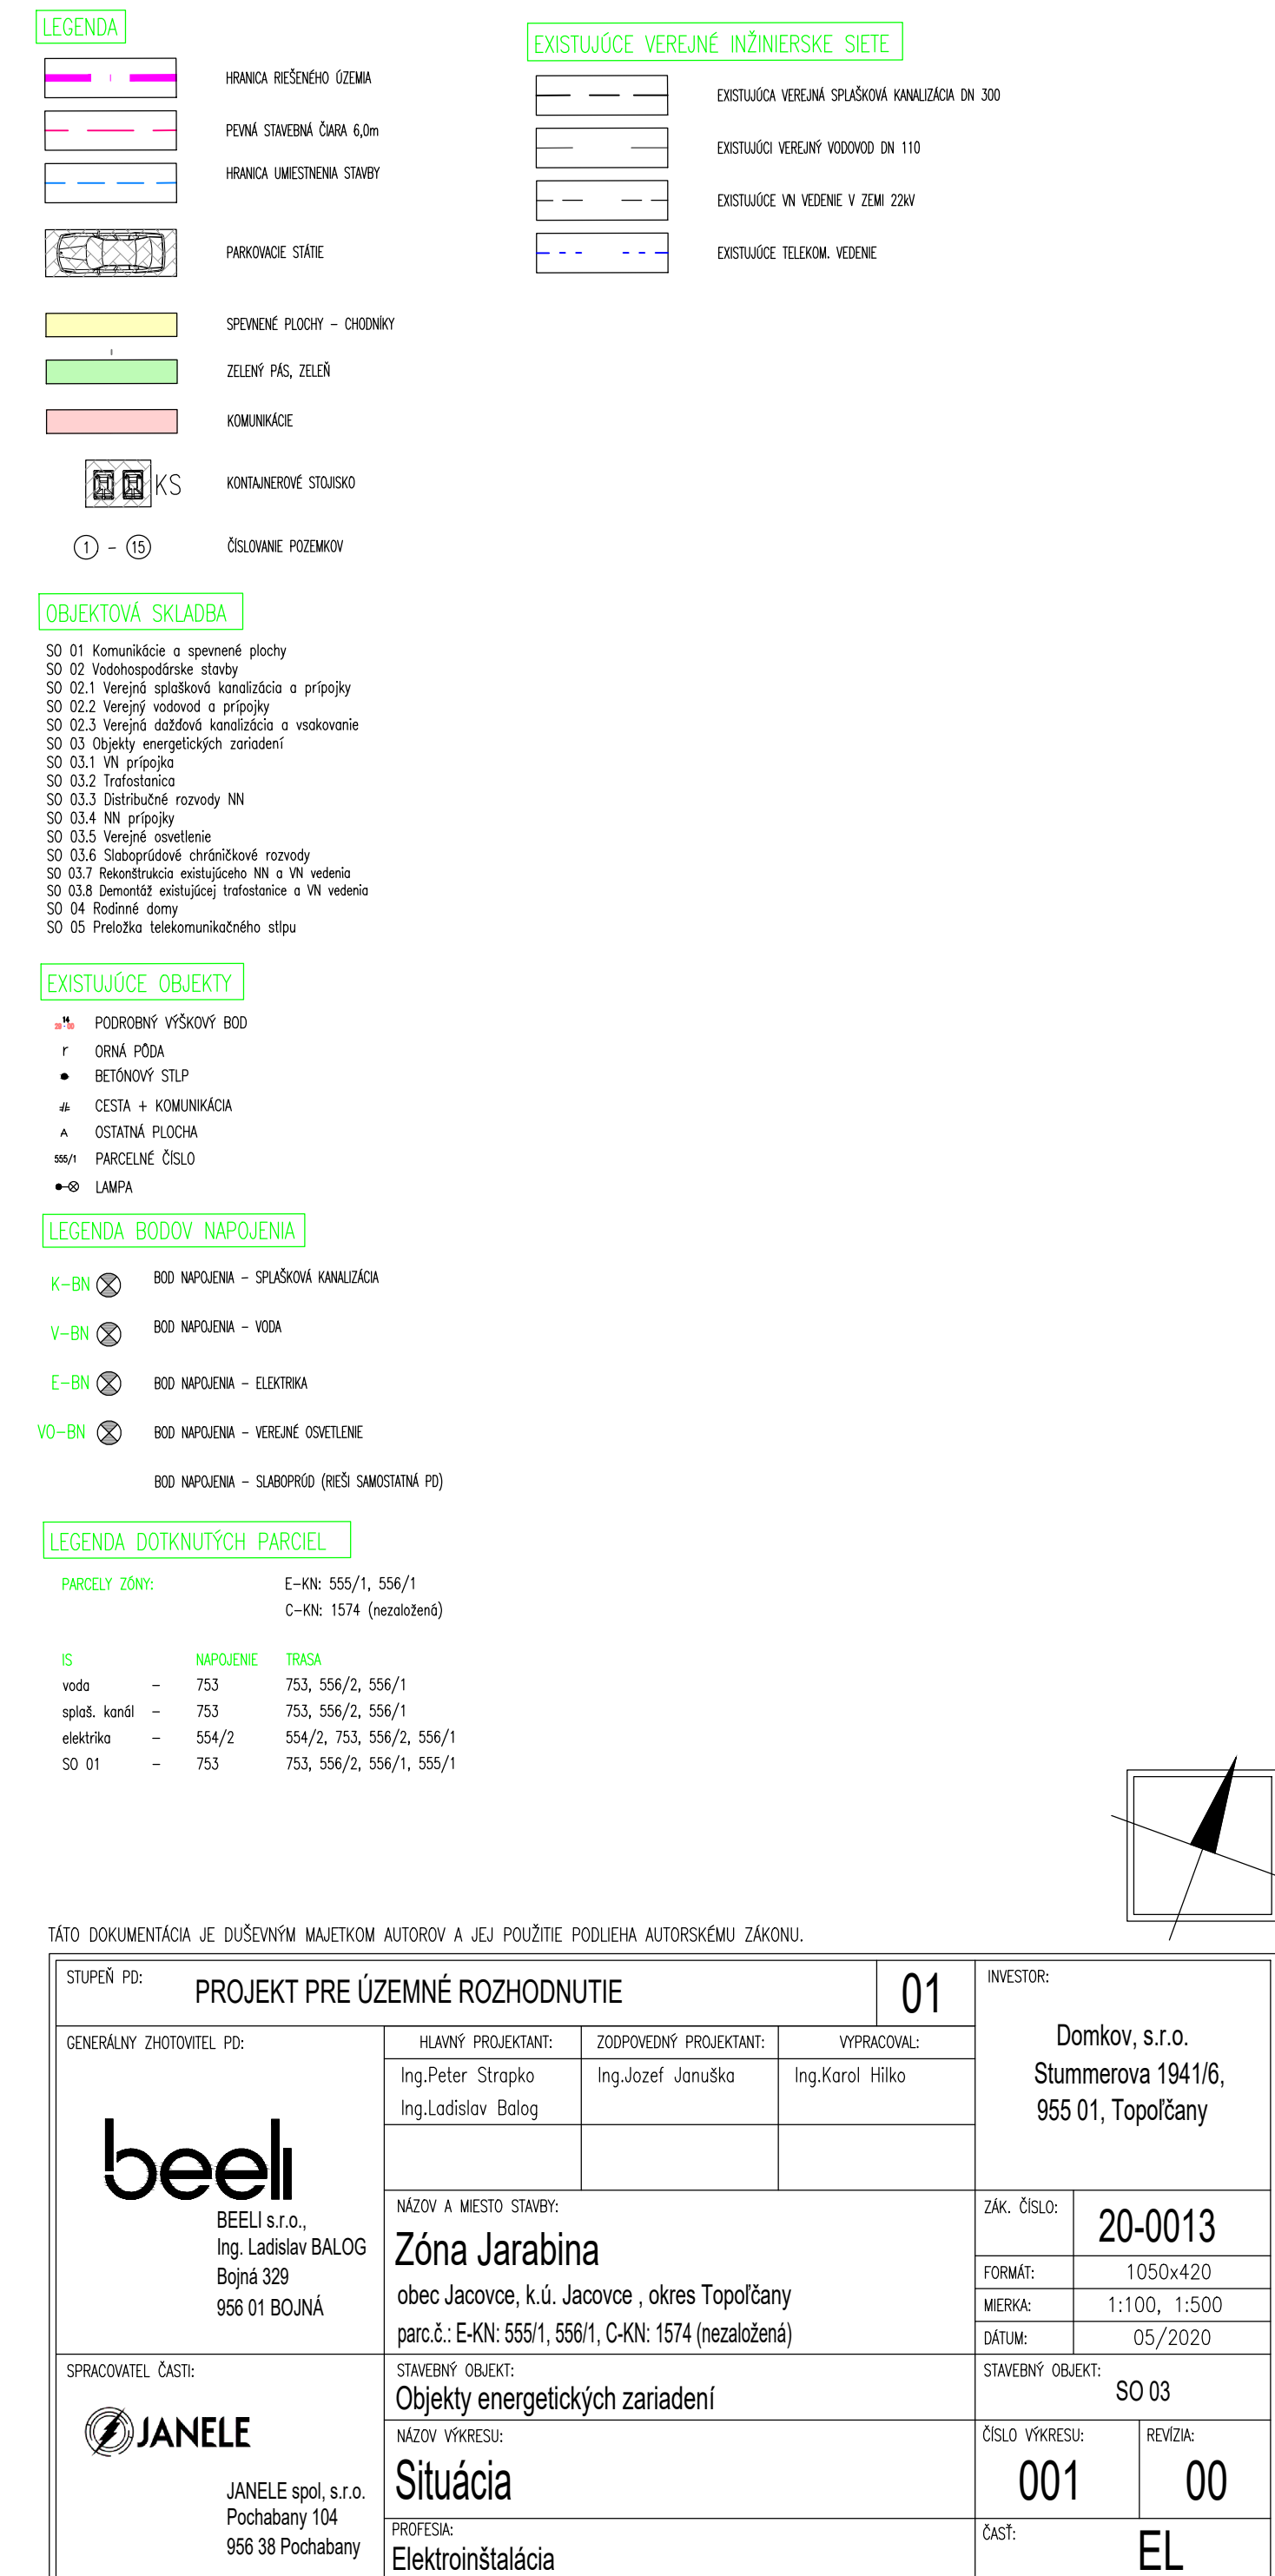 LEGENDA
HRANICA RIEŠENÉHO ÚZEMIA
PEVNÁ STAVEBNÁ ČIARA 6,0m
HRANICA UMIESTNENIA STAVBY
PARKOVACIE STÁTIE
SPEVNENÉ PLOCHY – CHODNÍKY
ZELENÝ PÁS, ZELEŇ
KOMUNIKÁCIE
KS KONTAJNEROVÉ STOJISKO
1 – 15 ČÍSLOVANIE POZEMKOV
EXISTUJÚCE VEREJNÉ INŽINIERSKE SIETE
EXISTUJÚCA VEREJNÁ SPLAŠKOVÁ KANALIZÁCIA DN 300
EXISTUJÚCI VEREJNÝ VODOVOD DN 110
EXISTUJÚCE VN VEDENIE V ZEMI 22kV
EXISTUJÚCE TELEKOM. VEDENIE
OBJEKTOVÁ SKLADBA
SO 01 Komunikácie a spevnené plochy
SO 02 Vodohospodárske stavby
SO 02.1 Verejná splašková kanalizácia a prípojky
SO 02.2 Verejný vodovod a prípojky
SO 02.3 Verejná dažďová kanalizácia a vsakovanie
SO 03 Objekty energetických zariadení
SO 03.1 VN prípojka
SO 03.2 Trafostanica
SO 03.3 Distribučné rozvody NN
SO 03.4 NN prípojky
SO 03.5 Verejné osvetlenie
SO 03.6 Slaboprúdové chráničkové rozvody
SO 03.7 Rekonštrukcia existujúceho NN a VN vedenia
SO 03.8 Demontáž existujúcej trafostanice a VN vedenia
SO 04 Rodinné domy
SO 05 Preložka telekomunikačného stlpu
EXISTUJÚCE OBJEKTY
14 PODROBNÝ VÝŠKOVÝ BOD
r ORNÁ PÔDA
BETÓNOVÝ STLP
CESTA + KOMUNIKÁCIA
A OSTATNÁ PLOCHA
555/1 PARCELNÉ ČÍSLO
LAMPA
LEGENDA BODOV NAPOJENIA
K–BN BOD NAPOJENIA – SPLAŠKOVÁ KANALIZÁCIA
V–BN BOD NAPOJENIA – VODA
E–BN BOD NAPOJENIA – ELEKTRIKA
VO–BN BOD NAPOJENIA – VEREJNÉ OSVETLENIE
BOD NAPOJENIA – SLABOPRÚD (RIEŠI SAMOSTATNÁ PD)
LEGENDA DOTKNUTÝCH PARCIEL
PARCELY ZÓNY: E–KN: 555/1, 556/1
C–KN: 1574 (nezaložená)
IS NAPOJENIE TRASA
voda – 753 753, 556/2, 556/1
splaš. kanál – 753 753, 556/2, 556/1
elektrika – 554/2 554/2, 753, 556/2, 556/1
SO 01 – 753 753, 556/2, 556/1, 555/1
TÁTO DOKUMENTÁCIA JE DUŠEVNÝM MAJETKOM AUTOROV A JEJ POUŽITIE PODLIEHA AUTORSKÉMU ZÁKONU.
STUPEŇ PD: PROJEKT PRE ÚZEMNÉ ROZHODNUTIE 01
INVESTOR:
Domkov, s.r.o.
Stummerova 1941/6,
955 01, Topoľčany
GENERÁLNY ZHOTOVITEL PD:
beeli
BEELI s.r.o.,
Ing. Ladislav BALOG
Bojná 329
956 01 BOJNÁ
HLAVNÝ PROJEKTANT: ZODPOVEDNÝ PROJEKTANT: VYPRACOVAL:
Ing.Peter Strapko Ing.Jozef Januška Ing.Karol Hilko
Ing.Ladislav Balog
NÁZOV A MIESTO STAVBY:
Zóna Jarabina
obec Jacovce, k.ú. Jacovce , okres Topoľčany
parc.č.: E-KN: 555/1, 556/1, C-KN: 1574 (nezaložená)
ZÁK. ČÍSLO: 20-0013
FORMÁT: 1050x420
MIERKA: 1:100, 1:500
DÁTUM: 05/2020
SPRACOVATEL ČASTI:
JANELE
JANELE spol, s.r.o.
Pochabany 104
956 38 Pochabany
STAVEBNÝ OBJEKT:
Objekty energetických zariadení
STAVEBNÝ OBJEKT:
SO 03
NÁZOV VÝKRESU:
Situácia
ČÍSLO VÝKRESU: REVÍZIA:
001 00
PROFESIA:
Elektroinštalácia
ČASŤ:
EL